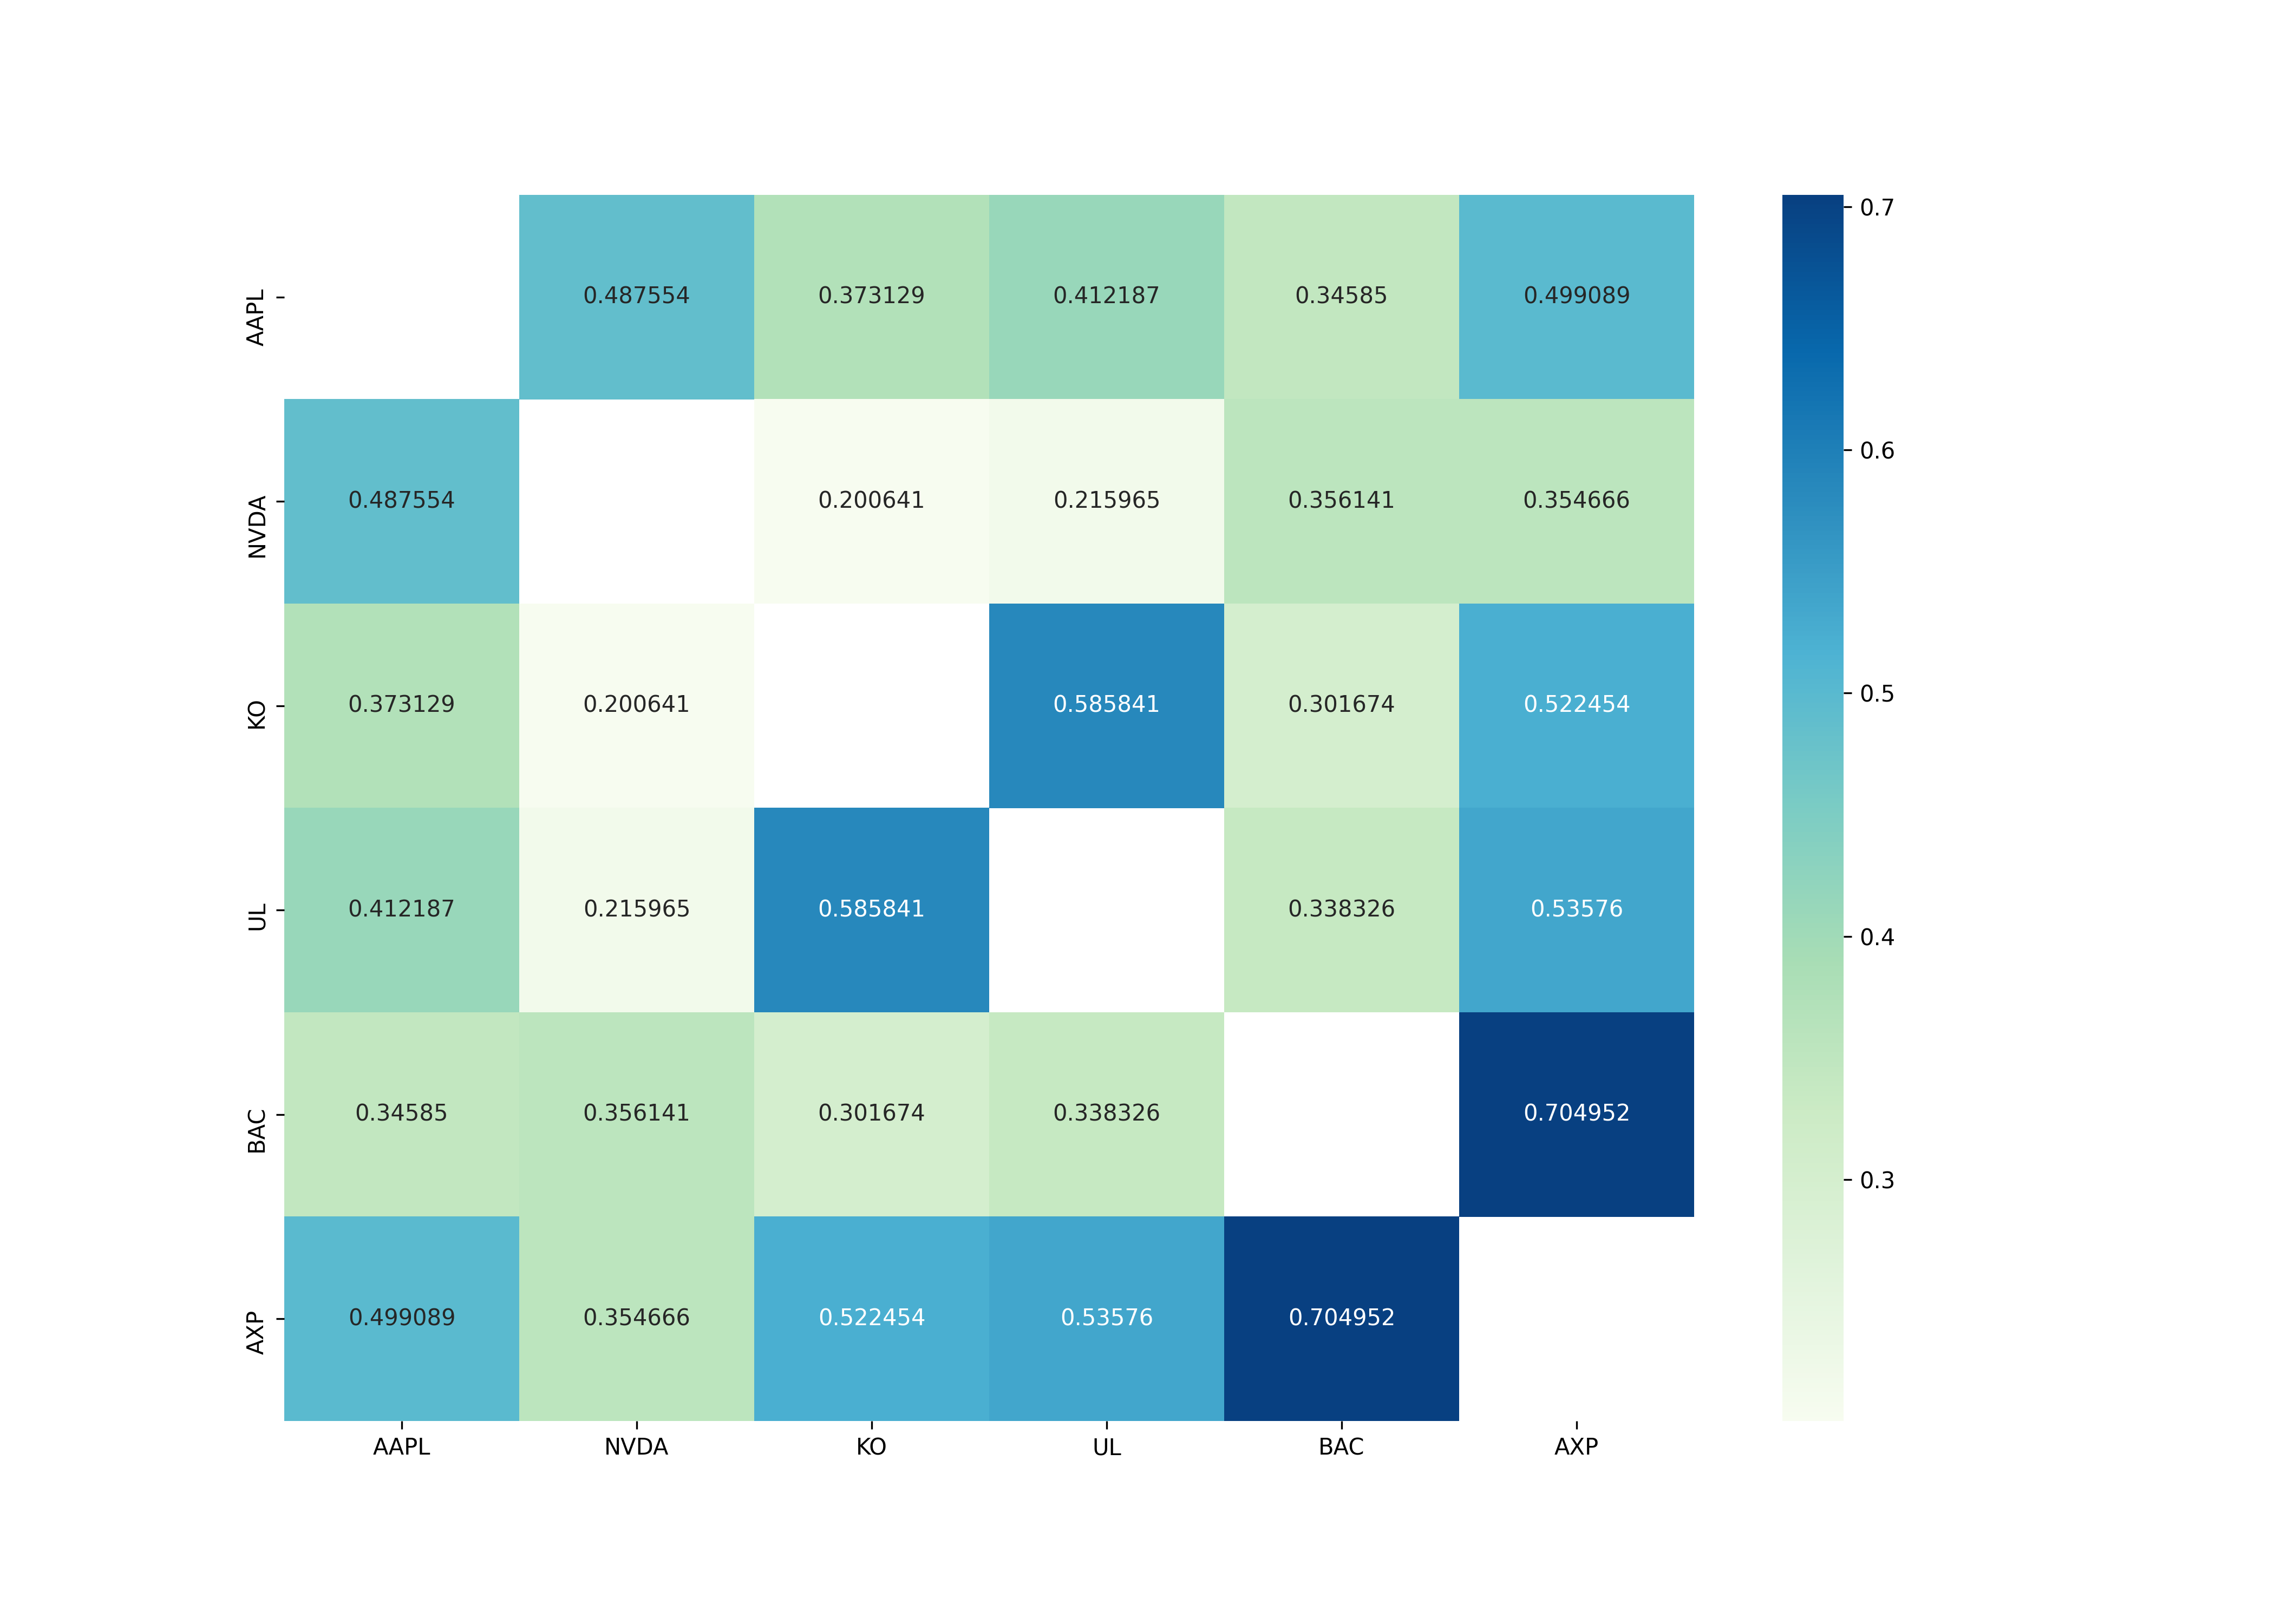 0.7
AAPL 0.487554 0.373129 0.412187 0.34585 0.499089
0.6
NVDA 0.487554 0.200641 0.215965 0.356141 0.354666
0.5
KO 0.373129 0.200641 0.585841 0.301674 0.522454
UL 0.412187 0.215965 0.585841 0.338326 0.53576
0.4
BAC 0.34585 0.356141 0.301674 0.338326 0.704952
0.3
AXP 0.499089 0.354666 0.522454 0.53576 0.704952
AAPL NVDA KO UL BAC AXP